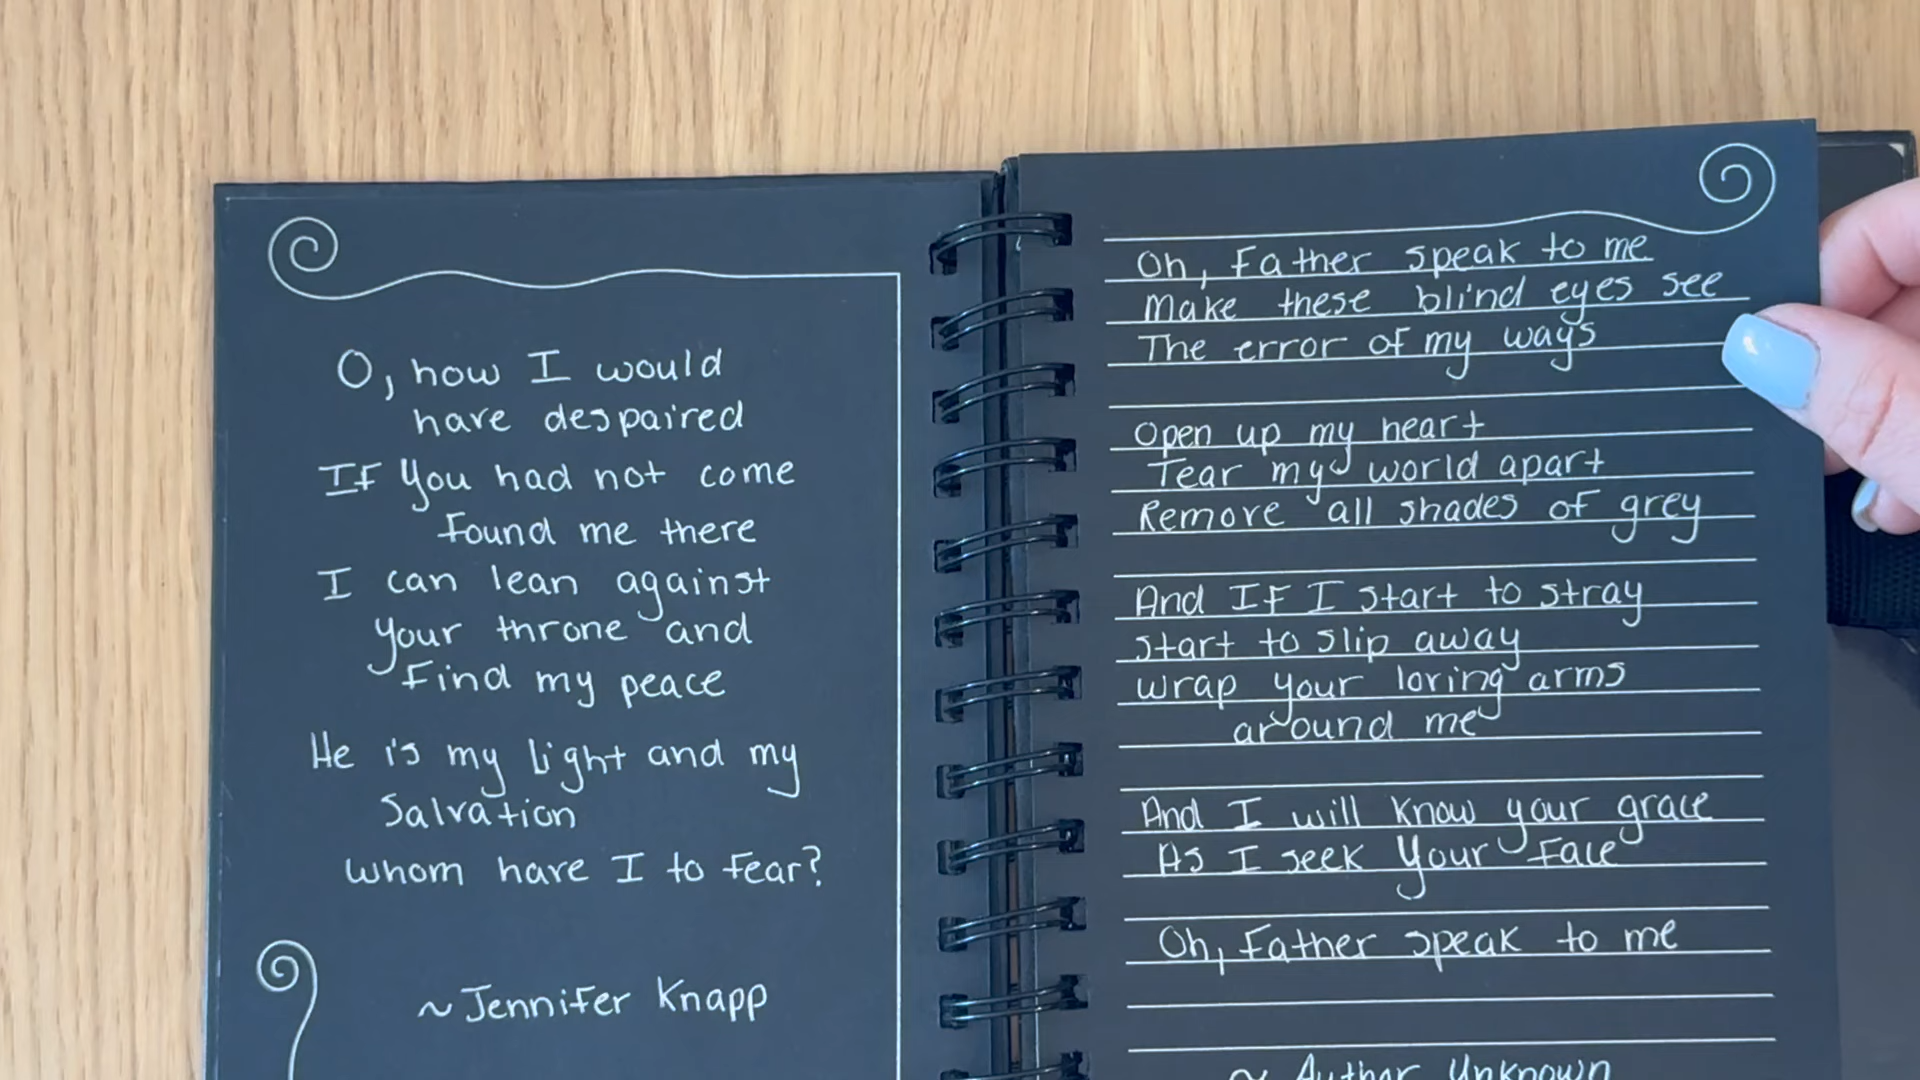 O, how I would
have despaired
If You had not come
found me there
I can lean against
your throne and
Find my peace
He is my Light and my
Salvation
whom have I to fear?
~Jennifer Knapp
Oh, Father speak to me
Make these blind eyes see
The error of my ways
Open up my heart
Tear my world apart
Remove all shades of grey
And If I start to stray
start to slip away
wrap your loving arms
around me
And I will know your grace
As I seek Your Face
Oh, Father speak to me
~ Author Unknown